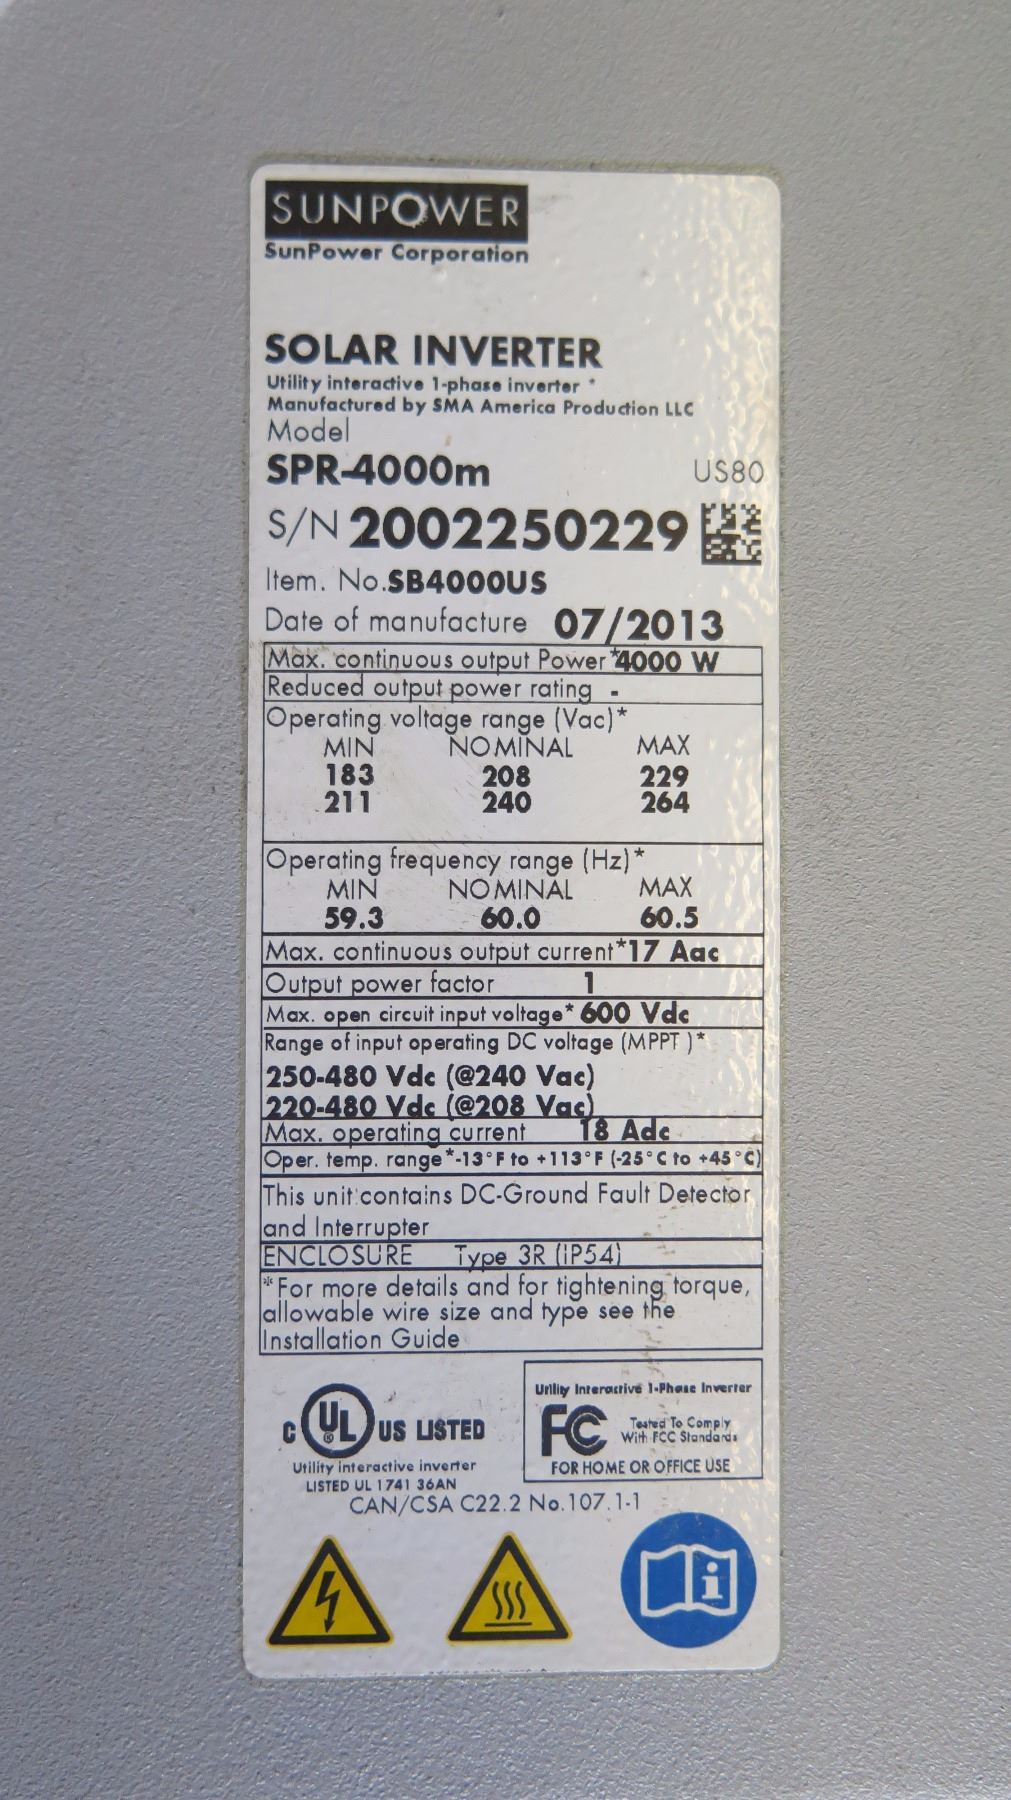 SUNPOWER
SunPower Corporation
SOLAR INVERTER
Utility interactive 1-phase inverter *
Manufactured by SMA America Production LLC
Model
SPR-4000m US80
S/N 2002250229
Item. No.SB4000US
Date of manufacture 07/2013
Max. continuous output Power*4000 W
Reduced output power rating -
Operating voltage range (Vac)*
MIN NOMINAL MAX
183 208 229
211 240 264
Operating frequency range (Hz)*
MIN NOMINAL MAX
59.3 60.0 60.5
Max. continuous output current*17 Aac
Output power factor 1
Max. open circuit input voltage* 600 Vdc
Range of input operating DC voltage (MPPT )*
250-480 Vdc (@240 Vac)
220-480 Vdc (@208 Vac)
Max. operating current 18 Adc
Oper. temp. range*-13°F to +113°F (-25°C to +45°C)
This unit contains DC-Ground Fault Detector
and Interrupter
ENCLOSURE Type 3R (IP54)
*For more details and for tightening torque,
allowable wire size and type see the
Installation Guide
C UL ® US LISTED
Utility interactive inverter
LISTED UL 1741 36AN
CAN/CSA C22.2 No.107.1-1
Utility Interactive 1-Phase Inverter
FC Tested To Comply
With FCC Standards
FOR HOME OR OFFICE USE
i